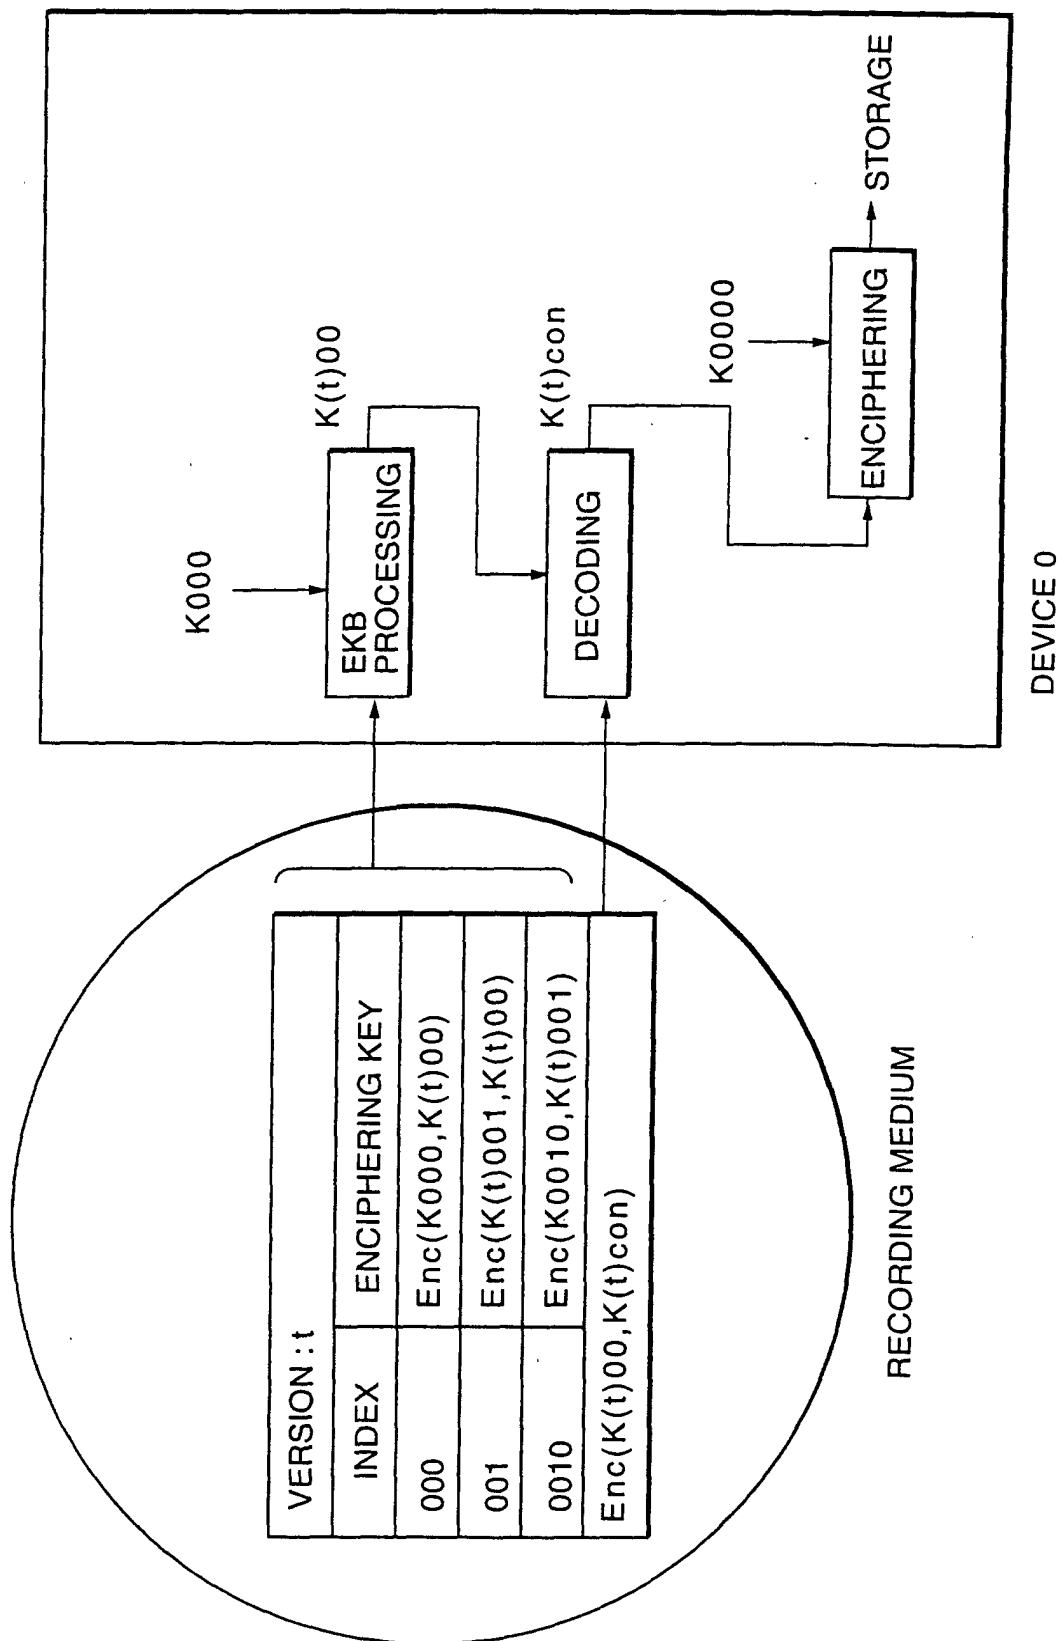 VERSION : t
INDEX ENCIPHERING KEY
000 Enc(K000,K(t)00)
001 Enc(K(t)001,K(t)00)
0010 Enc(K0010,K(t)001)
Enc(K(t)00,K(t)con)
RECORDING MEDIUM
K000
EKB
PROCESSING
K(t)00
DECODING
K(t)con
K0000
ENCIPHERING
STORAGE
DEVICE 0